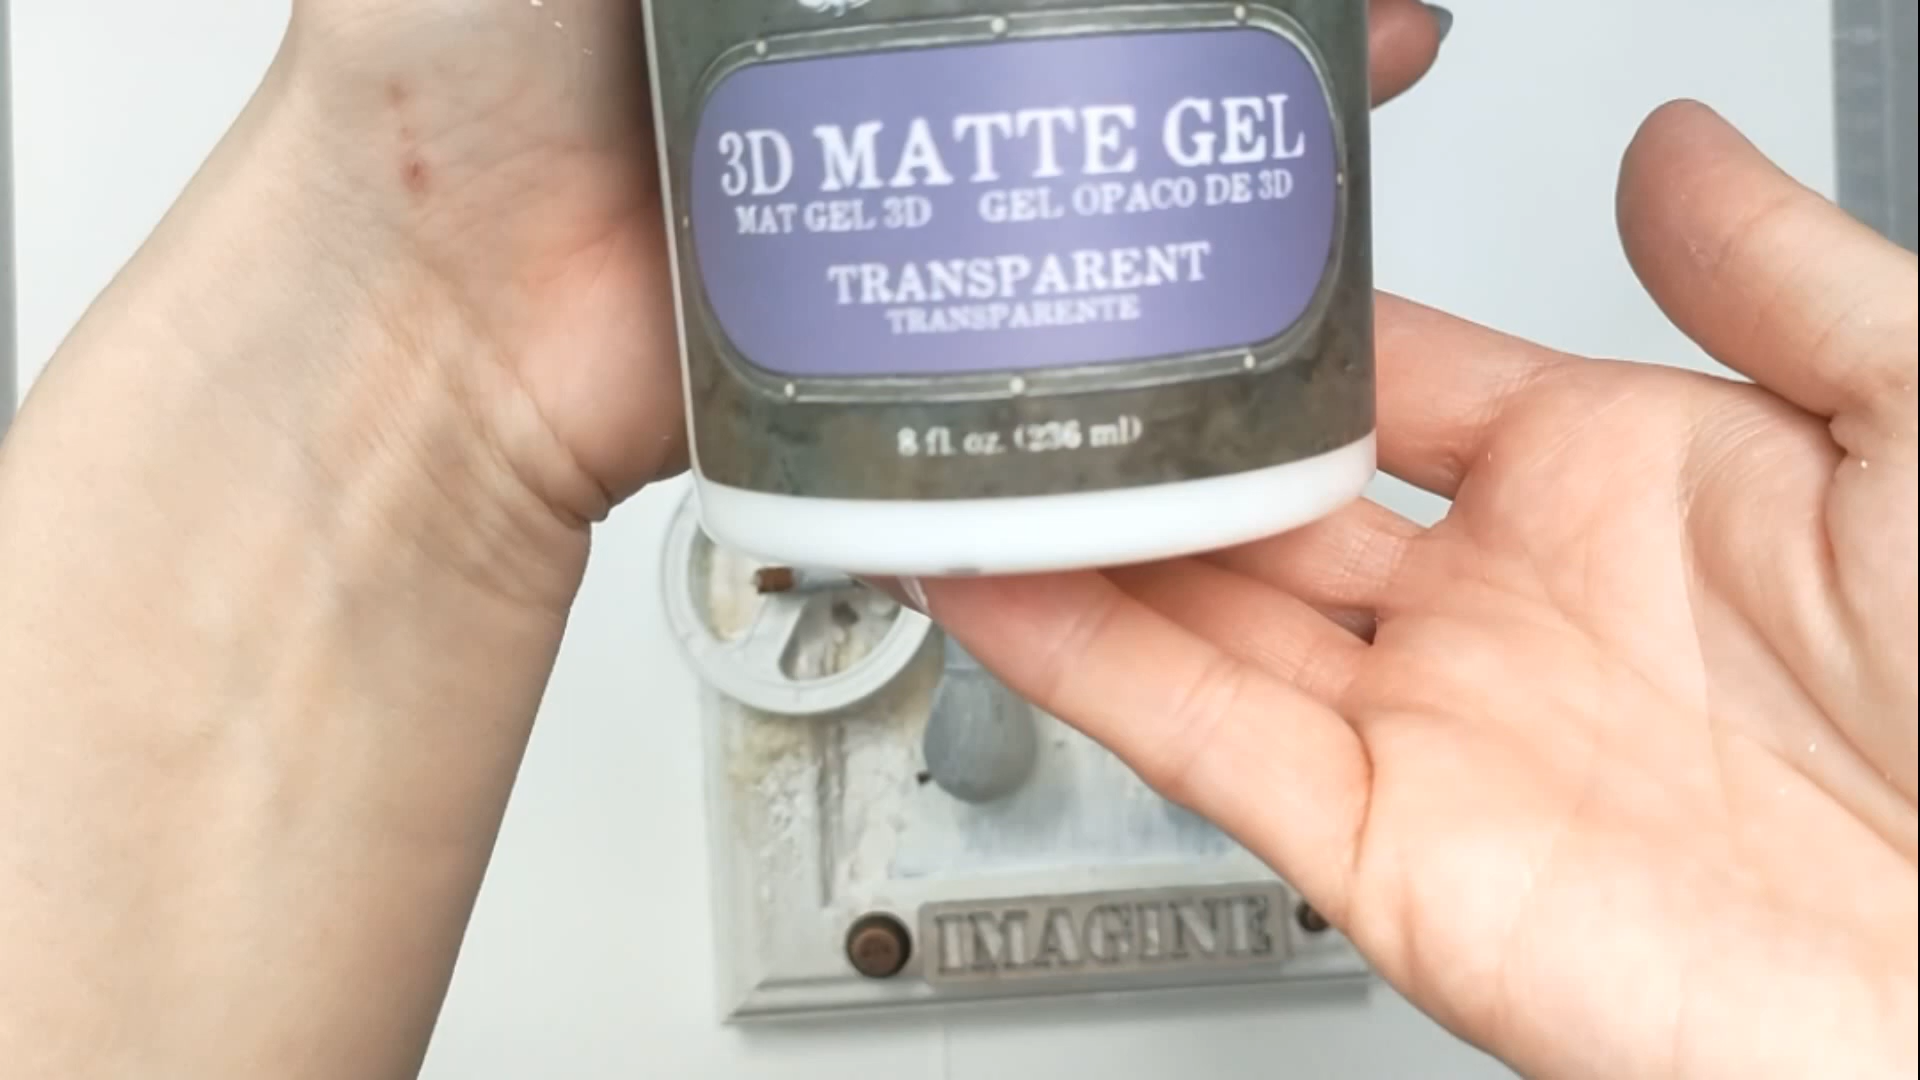 3D MATTE GEL
MAT GEL 3D GEL OPACO DE 3D
TRANSPARENT
TRANSPARENTE
8 fl. oz. (236 ml)
IMAGINE